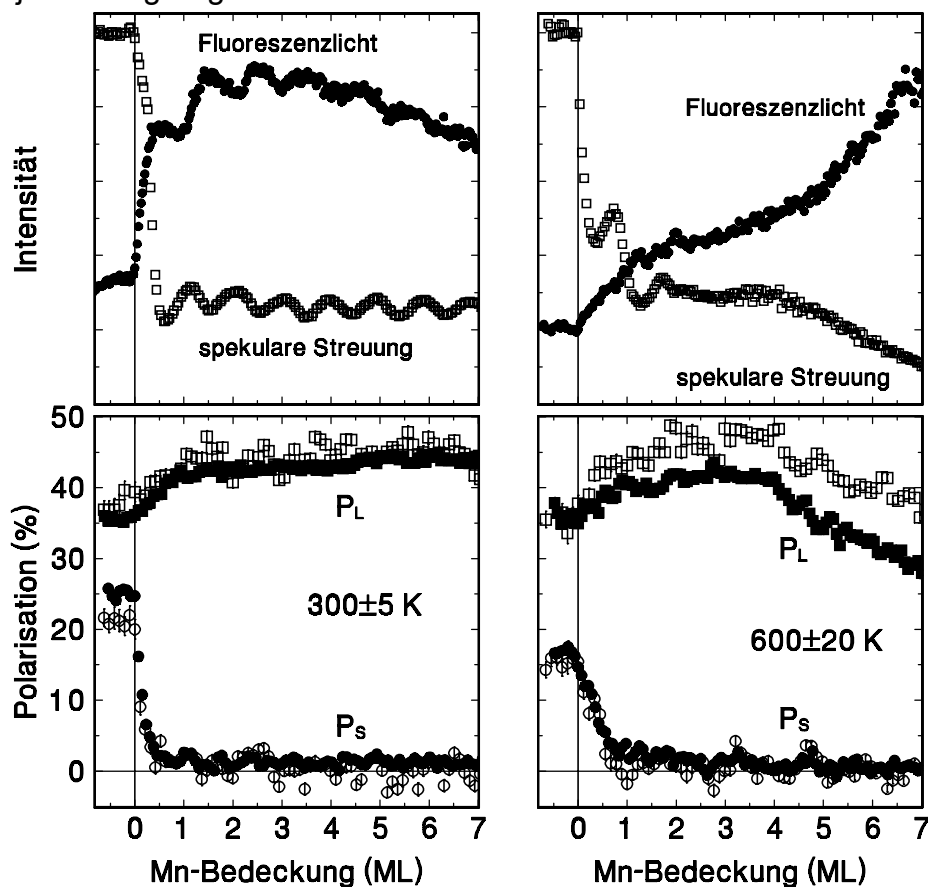 Fluoreszenzlicht
spekulare Streuung
Intensität
Fluoreszenzlicht
spekulare Streuung
50
40
30
20
10
0
Polarisation (%)
P_L
300±5 K
P_S
P_L
600±20 K
P_S
0 1 2 3 4 5 6 7
0 1 2 3 4 5 6 7
Mn-Bedeckung (ML)
Mn-Bedeckung (ML)